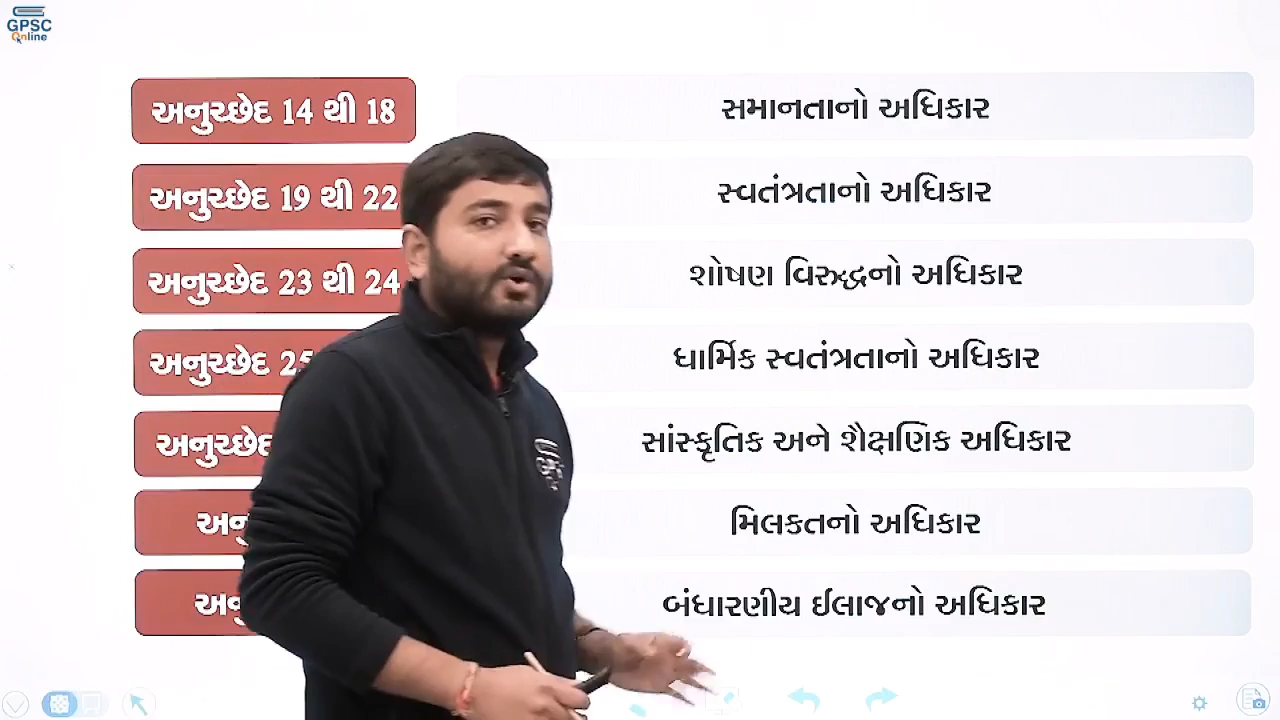 GPSC
Online
અનુચ્છેદ 14 થી 18
સમાનતાનો અધિકાર
અનુચ્છેદ 19 થી 22
સ્વતંત્રતાનો અધિકાર
અનુચ્છેદ 23 થી 24
શોષણ વિરુદ્ધનો અધિકાર
અનુચ્છેદ 25
ધાર્મિક સ્વતંત્રતાનો અધિકાર
અનુચ્છેદ
સાંસ્કૃતિક અને શૈક્ષણિક અધિકાર
મિલકતનો અધિકાર
બંધારણીય ઈલાજનો અધિકાર